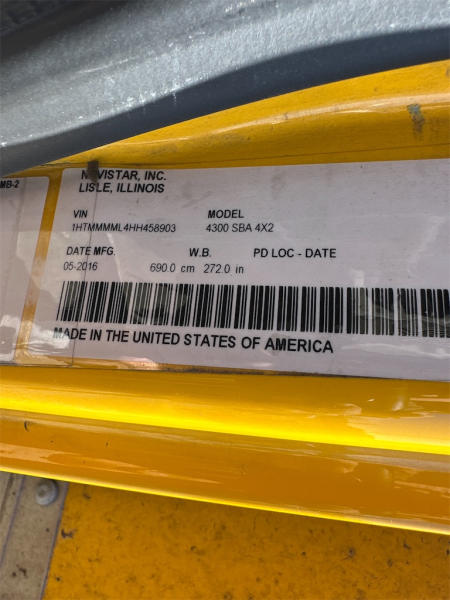 MB-2
NAVISTAR, INC.
LISLE, ILLINOIS
VIN MODEL
1HTMMMML4HH458903 4300 SBA 4X2
DATE MFG. W.B. PD LOC - DATE
05-2016 690.0 cm 272.0 in
MADE IN THE UNITED STATES OF AMERICA